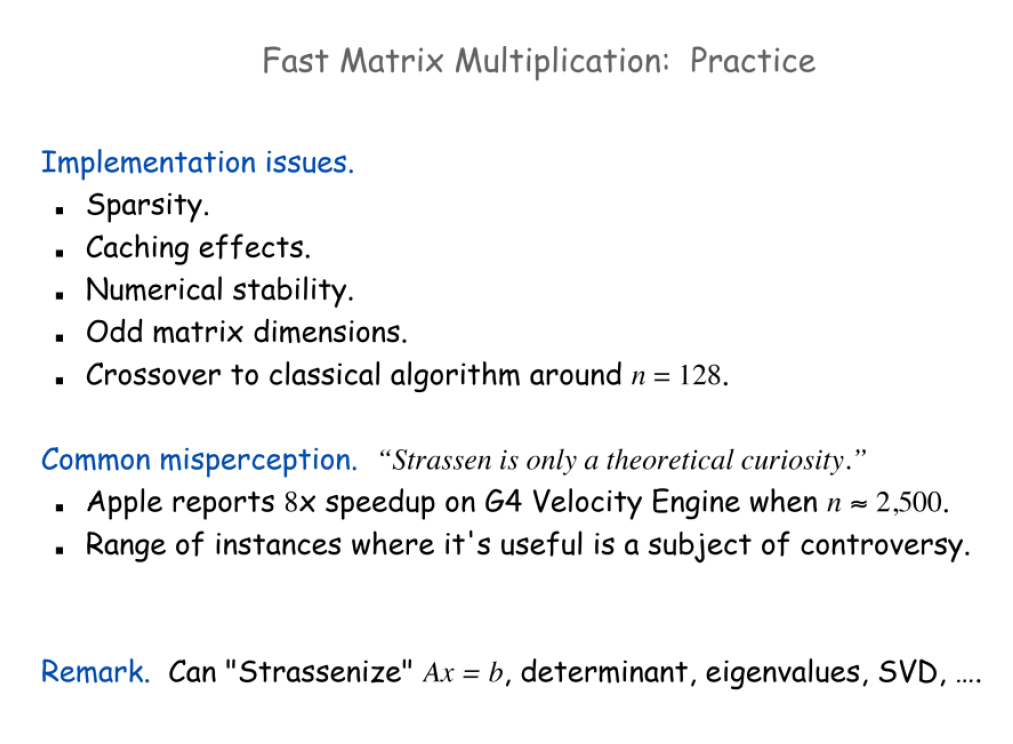 Fast Matrix Multiplication: Practice
Implementation issues.
▪ Sparsity.
▪ Caching effects.
▪ Numerical stability.
▪ Odd matrix dimensions.
▪ Crossover to classical algorithm around n = 128.
Common misperception. “Strassen is only a theoretical curiosity.”
▪ Apple reports 8x speedup on G4 Velocity Engine when n ≈ 2,500.
▪ Range of instances where it's useful is a subject of controversy.
Remark. Can "Strassenize" Ax = b, determinant, eigenvalues, SVD, ….